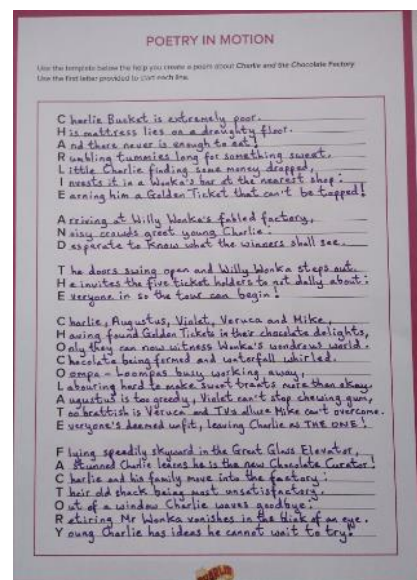 POETRY IN MOTION
Use the template below the help you create a poem about Charlie and the Chocolate Factory
Use the first letter provided to start each line.
Charlie Bucket is extremely poor.
His mattress lies on a draughty floor.
And there never is enough to eat!
Rumbling tummies long for something sweet.
Little Charlie finding some money dropped,
Invests it in a Wonka's bar at the nearest shop:
Earning him a Golden Ticket that can't be topped!
Arriving at Willy Wonka's fabled factory,
Noisy crowds greet young Charlie.
Desperate to know what the winners shall see.
The doors swing open and Willy Wonka steps out.
He invites the five ticket holders to not dally about:
Everyone in so the tour can begin!
Charlie, Augustus, Violet, Veruca and Mike,
Having found Golden Tickets in their chocolate delights,
Only they can now witness Wonka's wondrous world.
Chocolate being formed and waterfall whirled.
Oompa-Loompas busy working away,
Labouring hard to make sweet treats more than okay.
Augustus is too greedy, Violet can't stop chewing gum,
Too brattish is Veruca and TV's allure Mike can't overcome.
Everyone's deemed unfit, leaving Charlie as THE ONE!
Flying speedily skyward in the Great Glass Elevator,
A stunned Charlie learns he is the new Chocolate Curator!
Charlie and his family move into the factory:
Their old shack being most unsatisfactory.
Out of a window Charlie waves goodbye:
Retiring Mr Wonka vanishes in the blink of an eye.
Young Charlie has ideas he cannot wait to try!
CHARLIE